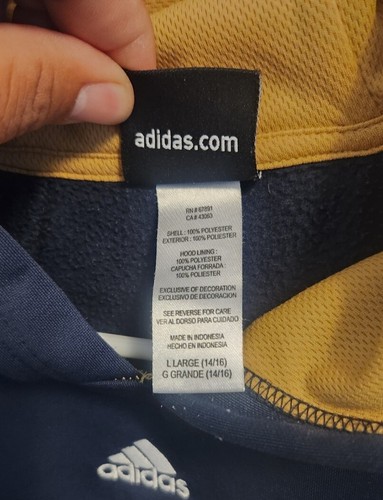 adidas.com
RN # 67891
CA # 43083
SHELL : 100% POLYESTER
EXTERIOR : 100% POLIESTER
HOOD LINING :
100% POLYESTER
CAPUCHA FORRADA :
100% POLIESTER
EXCLUSIVE OF DECORATION
EXCLUSIVO DE DECORACION
SEE REVERSE FOR CARE
VER AL DORSO PARA CUIDADO
MADE IN INDONESIA
HECHO EN INDONESIA
L LARGE (14/16)
G GRANDE (14/16)
adidas